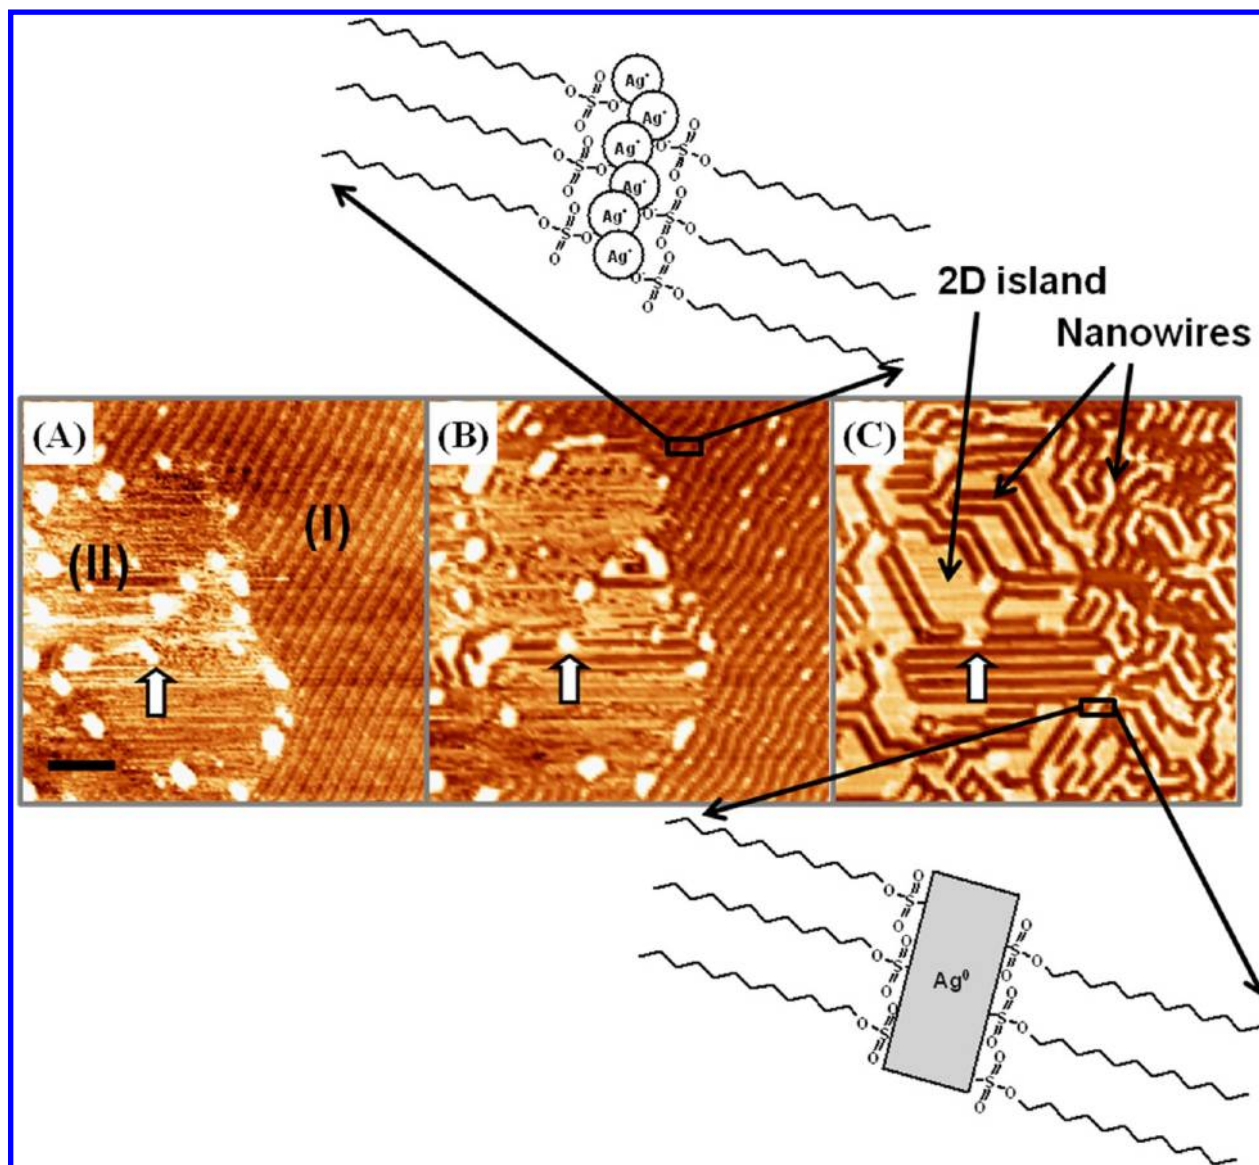 Ag⁺
Ag⁺
Ag⁺
Ag⁺
Ag⁺
Ag⁺
2D island
Nanowires
(A)
(B)
(C)
(I)
(II)
Ag⁰